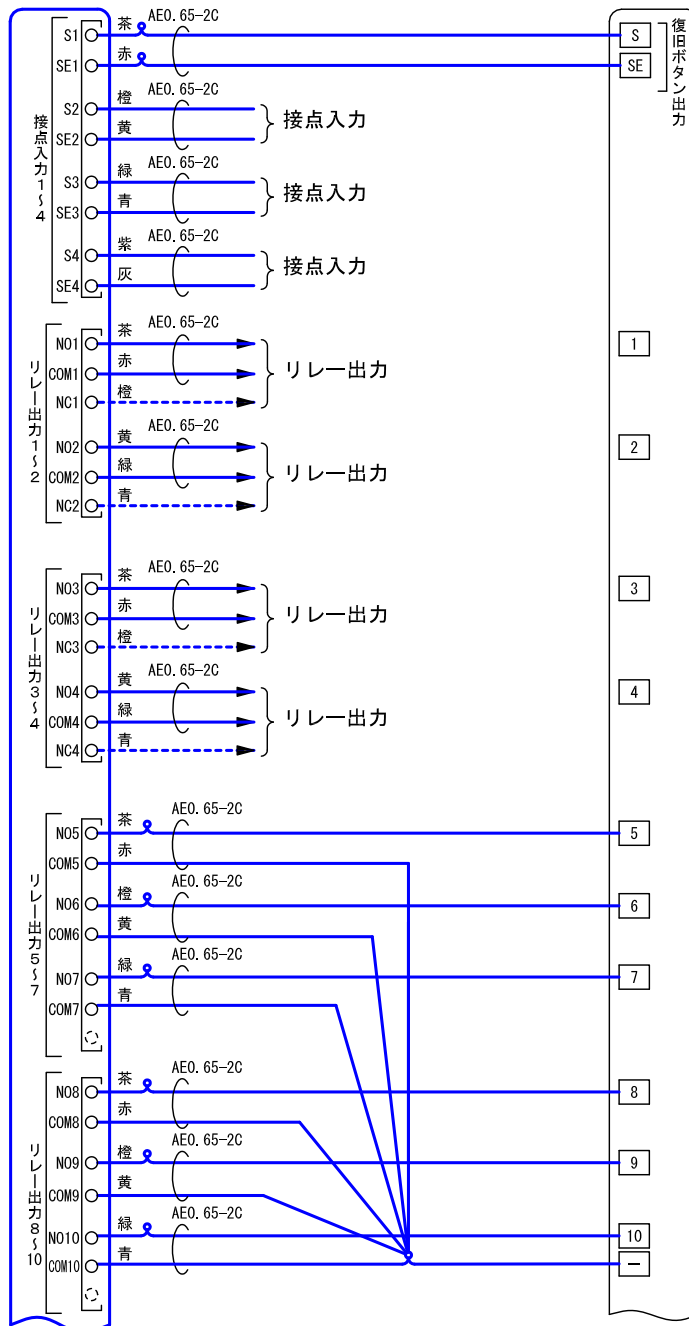 接点入力1~4
S1
茶
AE0.65-2C
S
SE1
赤
SE
復旧ボタン出力
S2
橙
AE0.65-2C
接点入力
SE2
黄
S3
緑
AE0.65-2C
接点入力
SE3
青
S4
紫
AE0.65-2C
接点入力
SE4
灰
リレー出力1~2
NO1
茶
AE0.65-2C
リレー出力
1
COM1
赤
NC1
橙
NO2
黄
AE0.65-2C
リレー出力
2
COM2
緑
NC2
青
リレー出力3~4
NO3
茶
AE0.65-2C
リレー出力
3
COM3
赤
NC3
橙
NO4
黄
AE0.65-2C
リレー出力
4
COM4
緑
NC4
青
リレー出力5~7
NO5
茶
AE0.65-2C
5
COM5
赤
NO6
橙
AE0.65-2C
6
COM6
黄
NO7
緑
AE0.65-2C
7
COM7
青
リレー出力8~10
NO8
茶
AE0.65-2C
8
COM8
赤
NO9
橙
AE0.65-2C
9
COM9
黄
NO10
緑
AE0.65-2C
10
COM10
青
−